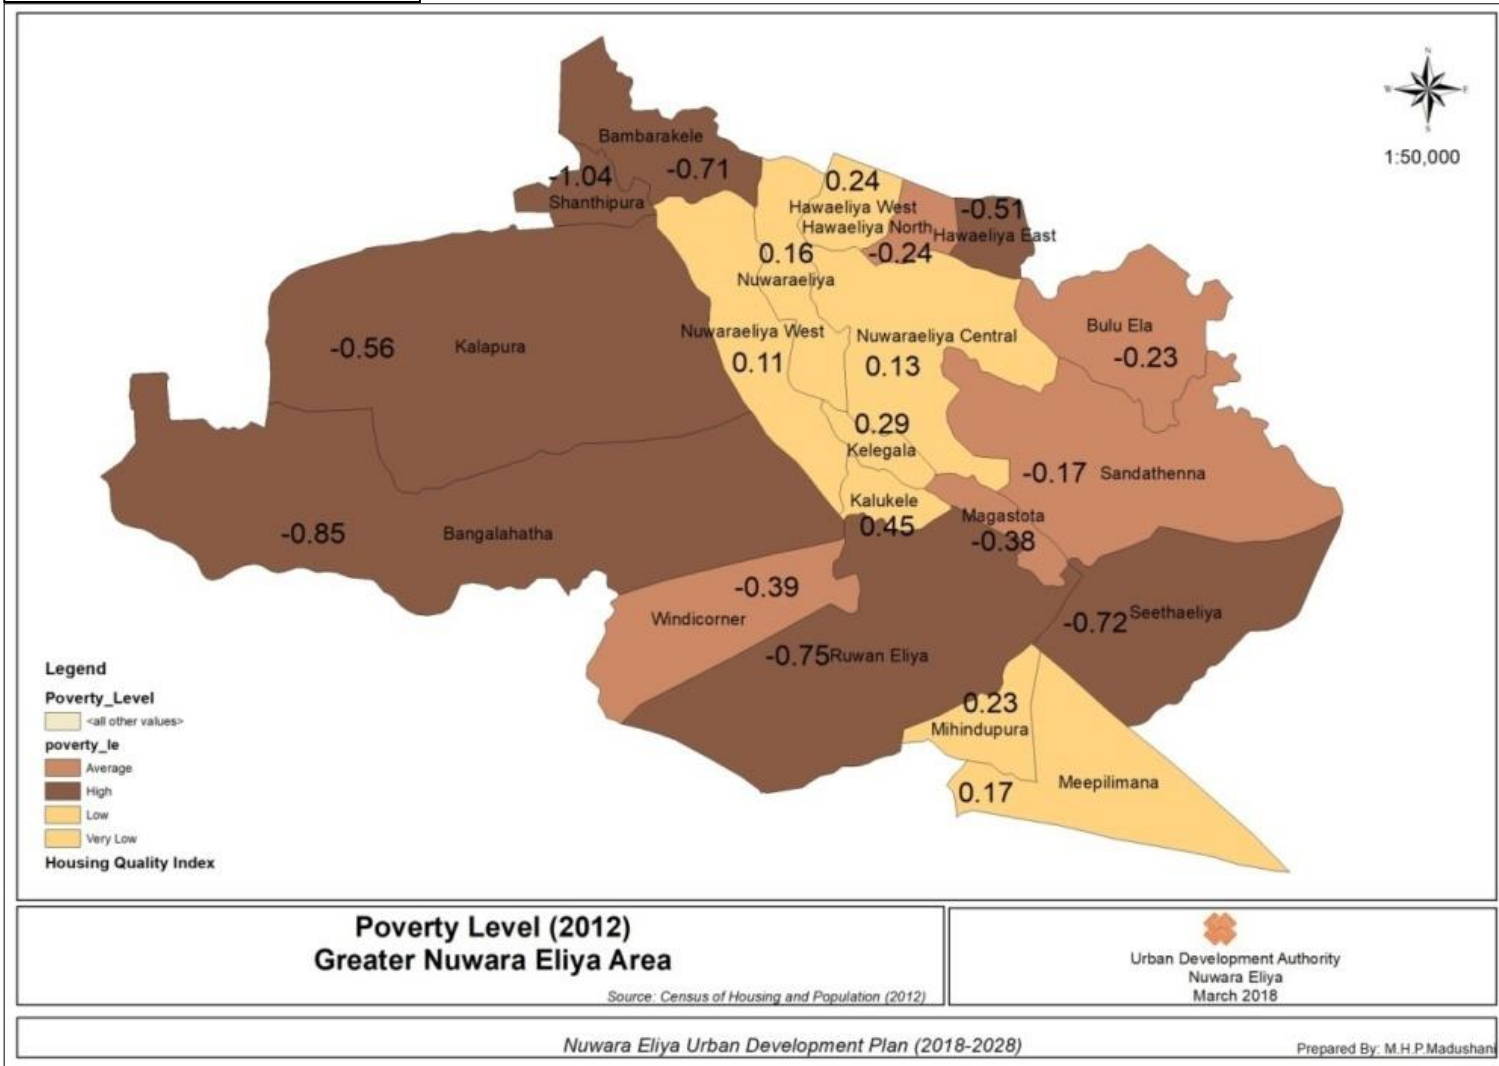 N
W E
S
1:50,000
Bambarakele
-0.71
-1.04
Shanthipura
0.24
Hawaeliya West
Hawaeliya North
-0.24
-0.51
Hawaeliya East
0.16
Nuwaraeliya
Nuwaraeliya West
0.11
Nuwaraeliya Central
0.13
Bulu Ela
-0.23
-0.56
Kalapura
0.29
Kelegala
-0.17
Sandathenna
Kalukele
0.45
Magastota
-0.38
-0.85
Bangalahatha
-0.39
Windicorner
-0.72
Seethaeliya
-0.75
Ruwan Eliya
0.23
Mihindupura
Meepilimana
0.17
Legend
Poverty_Level
<all other values>
poverty_le
Average
High
Low
Very Low
Housing Quality Index
Poverty Level (2012)
Greater Nuwara Eliya Area
Source: Census of Housing and Population (2012)
Urban Development Authority
Nuwara Eliya
March 2018
Nuwara Eliya Urban Development Plan (2018-2028)
Prepared By: M.H.P.Madushani